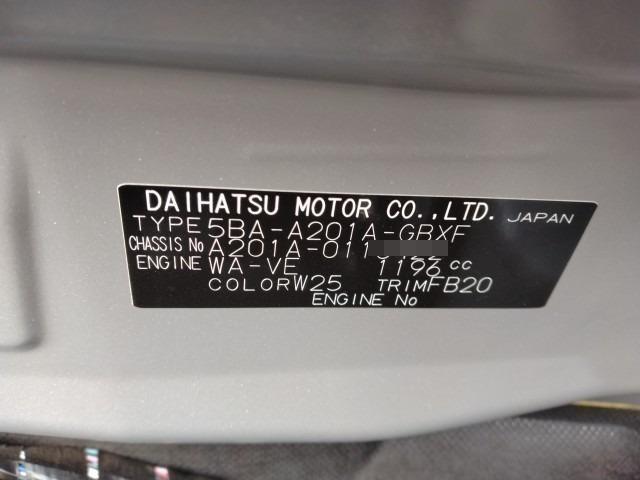 DAIHATSU MOTOR CO.,LTD. JAPAN
TYPE 5BA-A201A-GBXF
CHASSIS No A201A-011
ENGINE WA-VE 1196 cc
COLOR W25 TRIM FB20
ENGINE No